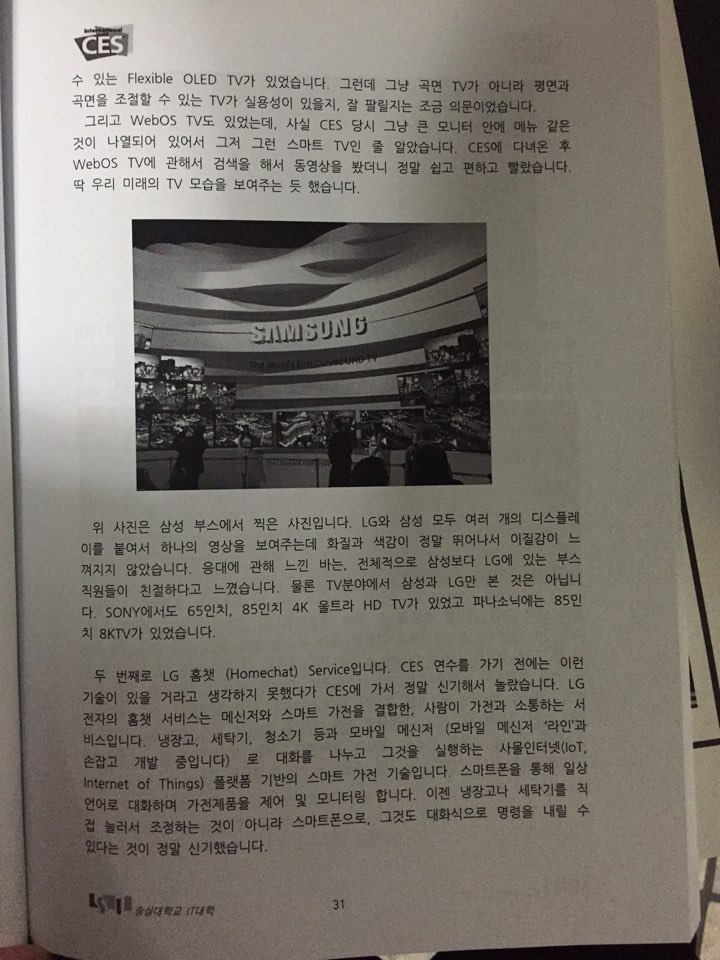 International
CES
수 있는 Flexible OLED TV가 있었습니다. 그런데 그냥 곡면 TV가 아니라 평면과
곡면을 조절할 수 있는 TV가 실용성이 있을지, 잘 팔릴지는 조금 의문이었습니다.
그리고 WebOS TV도 있었는데, 사실 CES 당시 그냥 큰 모니터 안에 메뉴 같은
것이 나열되어 있어서 그저 그런 스마트 TV인 줄 알았습니다. CES에 다녀온 후
WebOS TV에 관해서 검색을 해서 동영상을 봤더니 정말 쉽고 편하고 빨랐습니다.
딱 우리 미래의 TV 모습을 보여주는 듯 했습니다.
SAMSUNG
The World's First Curved UHD TV
The Ultimate
위 사진은 삼성 부스에서 찍은 사진입니다. LG와 삼성 모두 여러 개의 디스플레
이를 붙여서 하나의 영상을 보여주는데 화질과 색감이 정말 뛰어나서 이질감이 느
껴지지 않았습니다. 응대에 관해 느낀 바는, 전체적으로 삼성보다 LG에 있는 부스
직원들이 친절하다고 느꼈습니다. 물론 TV분야에서 삼성과 LG만 본 것은 아닙니
다. SONY에서도 65인치, 85인치 4K 울트라 HD TV가 있었고 파나소닉에는 85인
치 8KTV가 있었습니다.
두 번째로 LG 홈챗 (Homechat) Service입니다. CES 연수를 가기 전에는 이런
기술이 있을 거라고 생각하지 못했다가 CES에 가서 정말 신기해서 놀랐습니다. LG
전자의 홈챗 서비스는 메신저와 스마트 가전을 결합한, 사람이 가전과 소통하는 서
비스입니다. 냉장고, 세탁기, 청소기 등과 모바일 메신저 (모바일 메신저 '라인'과
손잡고 개발 중입니다) 로 대화를 나누고 그것을 실행하는 사물인터넷(IoT,
Internet of Things) 플랫폼 기반의 스마트 가전 기술입니다. 스마트폰을 통해 일상
언어로 대화하며 가전제품을 제어 및 모니터링 합니다. 이젠 냉장고나 세탁기를 직
접 눌러서 조정하는 것이 아니라 스마트폰으로, 그것도 대화식으로 명령을 내릴 수
있다는 것이 정말 신기했습니다.
숭실대학교 IT대학
31